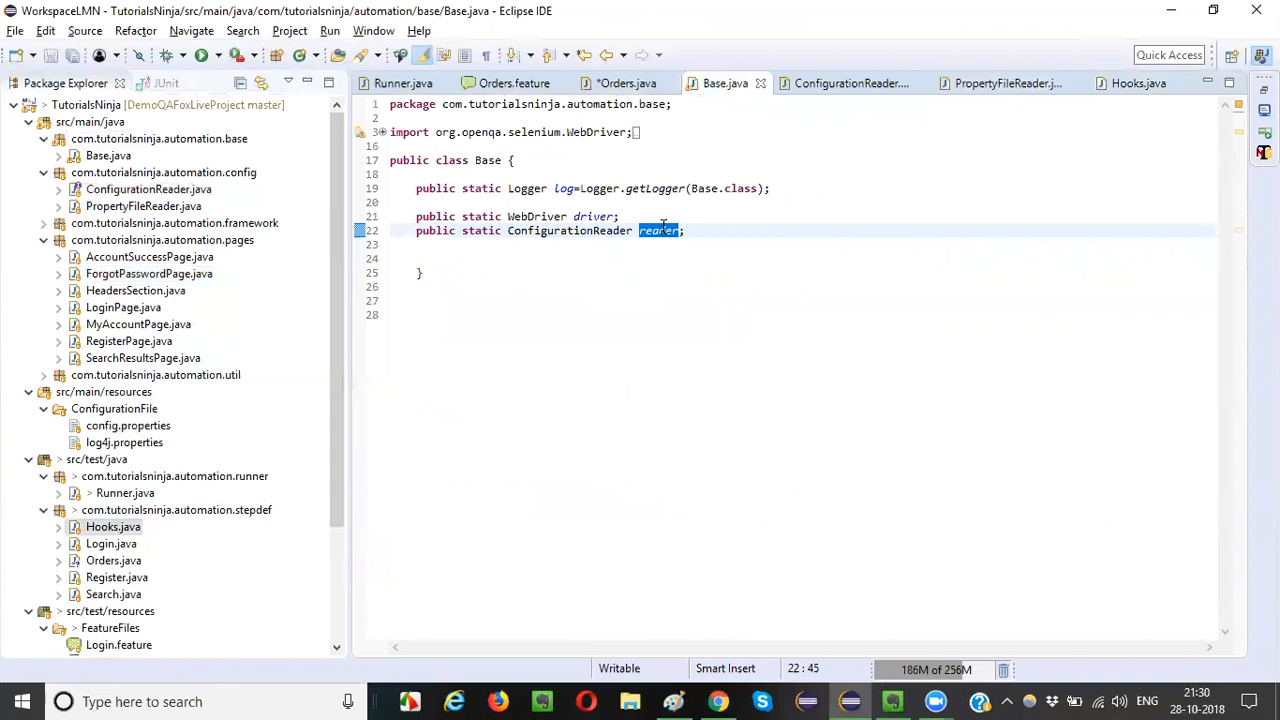 WorkspaceLMN - TutorialsNinja/src/main/java/com/tutorialsninja/automation/base/Base.java - Eclipse IDE
File Edit Source Refactor Navigate Search Project Run Window Help
Quick Access
Package Explorer JUnit
Runner.java Orders.feature *Orders.java Base.java ConfigurationReader.... PropertyFileReader.j... Hooks.java
TutorialsNinja [DemoQAFoxLiveProject master]
src/main/java
com.tutorialsninja.automation.base
Base.java
com.tutorialsninja.automation.config
ConfigurationReader.java
PropertyFileReader.java
com.tutorialsninja.automation.framework
com.tutorialsninja.automation.pages
AccountSuccessPage.java
ForgotPasswordPage.java
HeadersSection.java
LoginPage.java
MyAccountPage.java
RegisterPage.java
SearchResultsPage.java
com.tutorialsninja.automation.util
src/main/resources
ConfigurationFile
config.properties
log4j.properties
> src/test/java
> com.tutorialsninja.automation.runner
> Runner.java
> com.tutorialsninja.automation.stepdef
Hooks.java
Login.java
Orders.java
Register.java
Search.java
> src/test/resources
> FeatureFiles
Login.feature
1 package com.tutorialsninja.automation.base;
2
3 import org.openqa.selenium.WebDriver;
16
17 public class Base {
18
19 public static Logger log=Logger.getLogger(Base.class);
20
21 public static WebDriver driver;
22 public static ConfigurationReader reader;
23
24
25 }
26
27
28
Writable Smart Insert 22 : 45 186M of 256M
Type here to search
ENG
21:30
28-10-2018